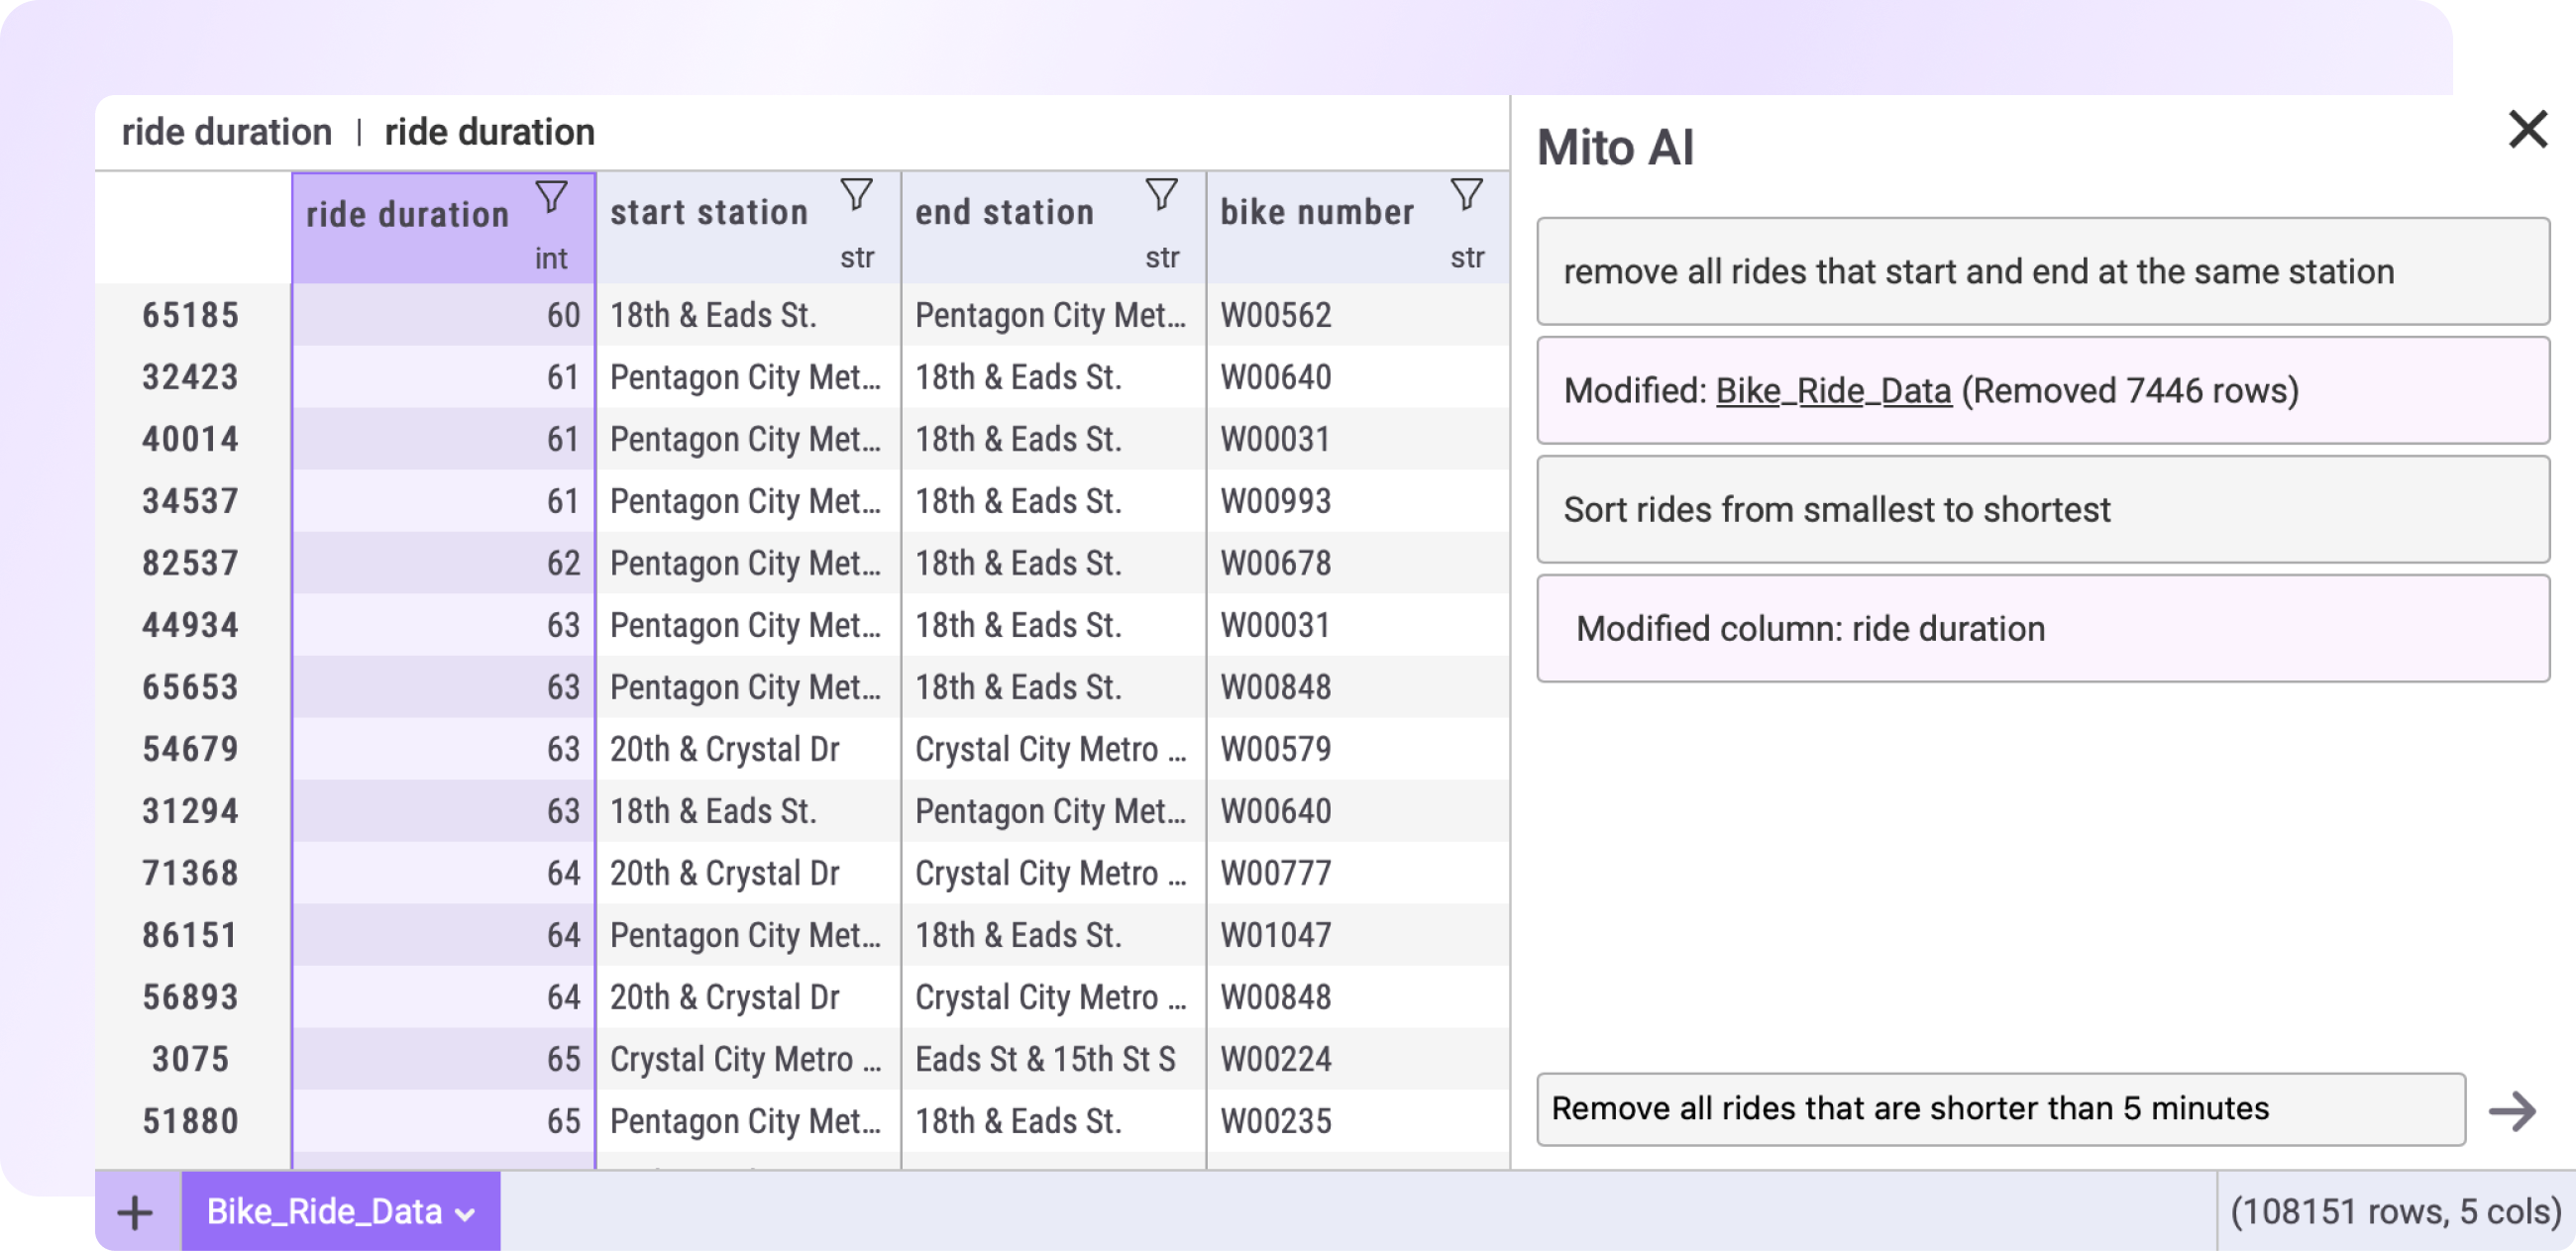 ride duration | ride duration
ride duration int start station str end station str bike number str
65185 60 18th & Eads St. Pentagon City Met... W00562
32423 61 Pentagon City Met... 18th & Eads St. W00640
40014 61 Pentagon City Met... 18th & Eads St. W00031
34537 61 Pentagon City Met... 18th & Eads St. W00993
82537 62 Pentagon City Met... 18th & Eads St. W00678
44934 63 Pentagon City Met... 18th & Eads St. W00031
65653 63 Pentagon City Met... 18th & Eads St. W00848
54679 63 20th & Crystal Dr Crystal City Metro ... W00579
31294 63 18th & Eads St. Pentagon City Met... W00640
71368 64 20th & Crystal Dr Crystal City Metro ... W00777
86151 64 Pentagon City Met... 18th & Eads St. W01047
56893 64 20th & Crystal Dr Crystal City Metro ... W00848
3075 65 Crystal City Metro ... Eads St & 15th St S W00224
51880 65 Pentagon City Met... 18th & Eads St. W00235
Mito AI
remove all rides that start and end at the same station
Modified: Bike_Ride_Data (Removed 7446 rows)
Sort rides from smallest to shortest
Modified column: ride duration
Remove all rides that are shorter than 5 minutes
Bike_Ride_Data
(108151 rows, 5 cols)